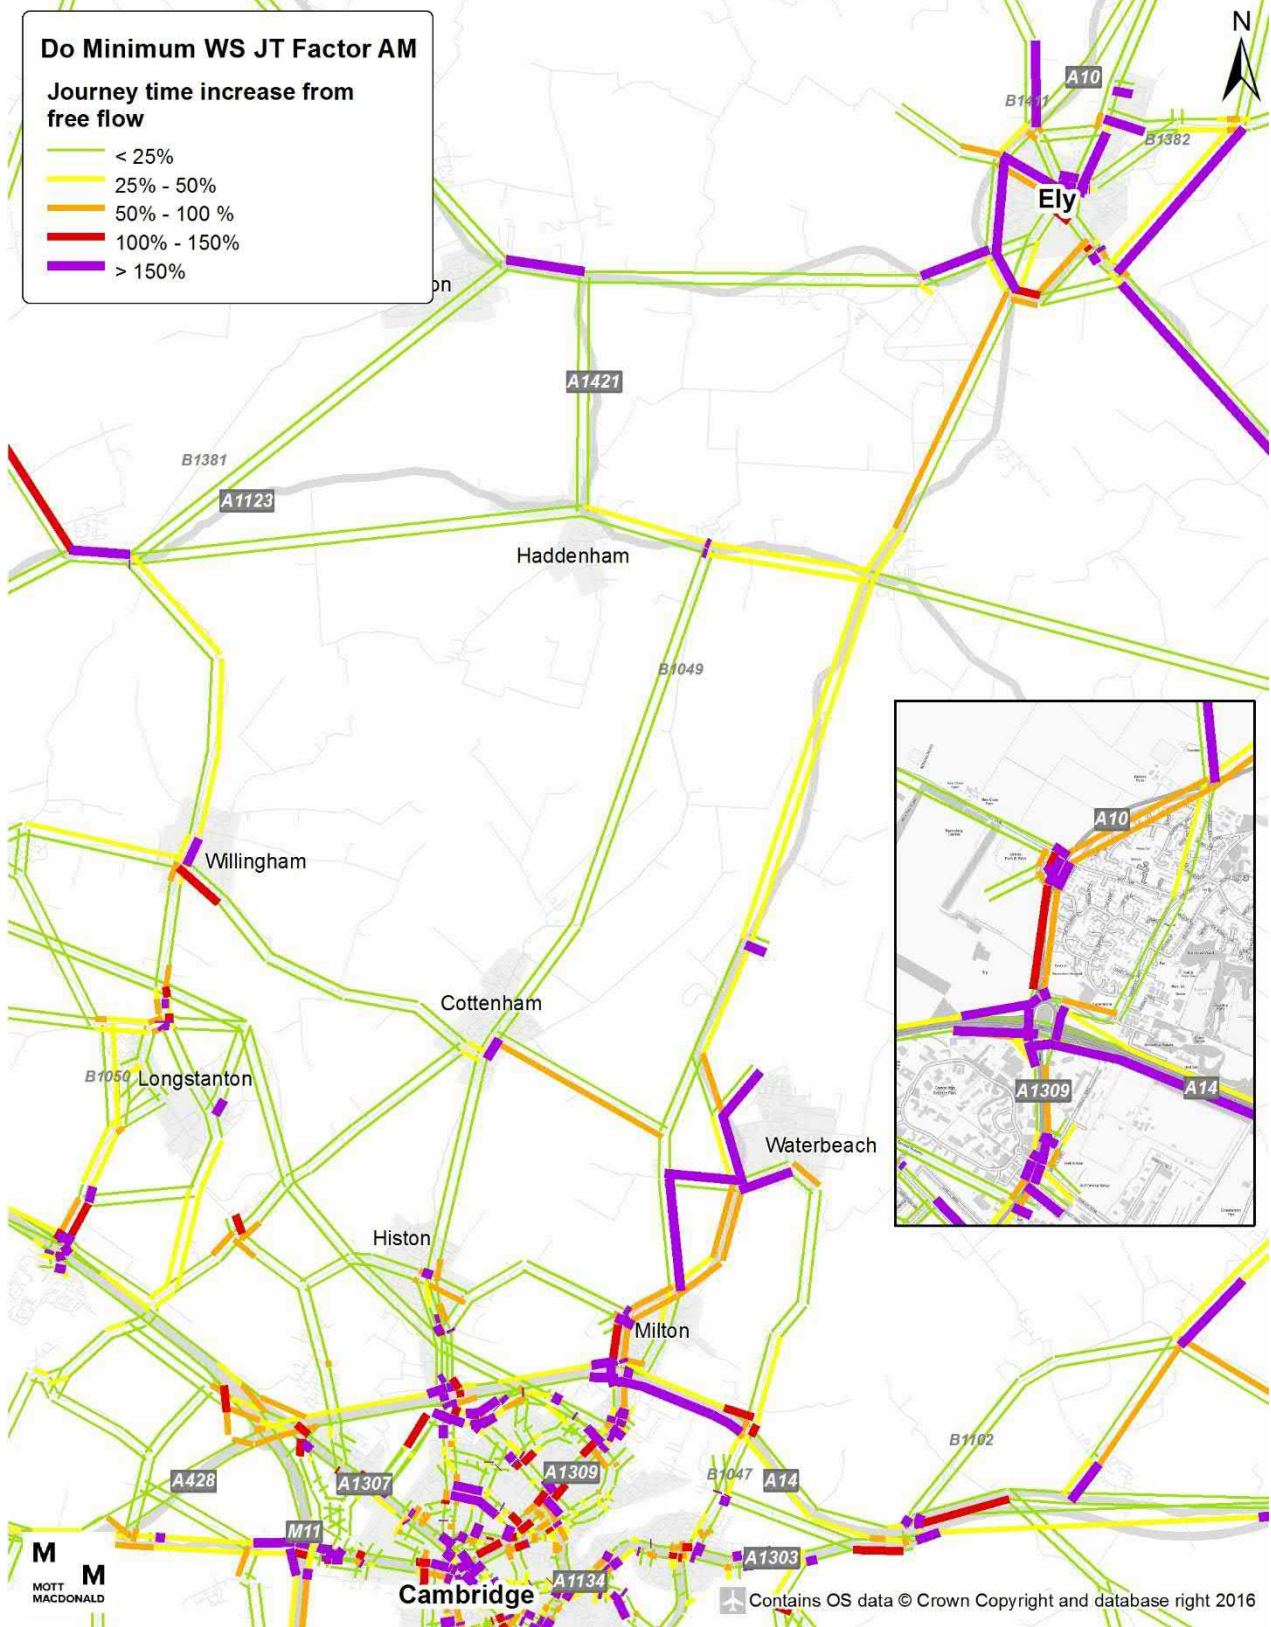 Do Minimum WS JT Factor AM
Journey time increase from
free flow
< 25%
25% - 50%
50% - 100 %
100% - 150%
> 150%
N
A10
B1411
B1382
Ely
on
A1421
B1381
A1123
Haddenham
B1049
Willingham
A10
Cottenham
B1050
Longstanton
A1309
A14
Waterbeach
Histon
Milton
B1102
A428
A1307
A1309
B1047
A14
M11
A1303
A1134
Cambridge
M
M
MOTT
MACDONALD
Contains OS data © Crown Copyright and database right 2016